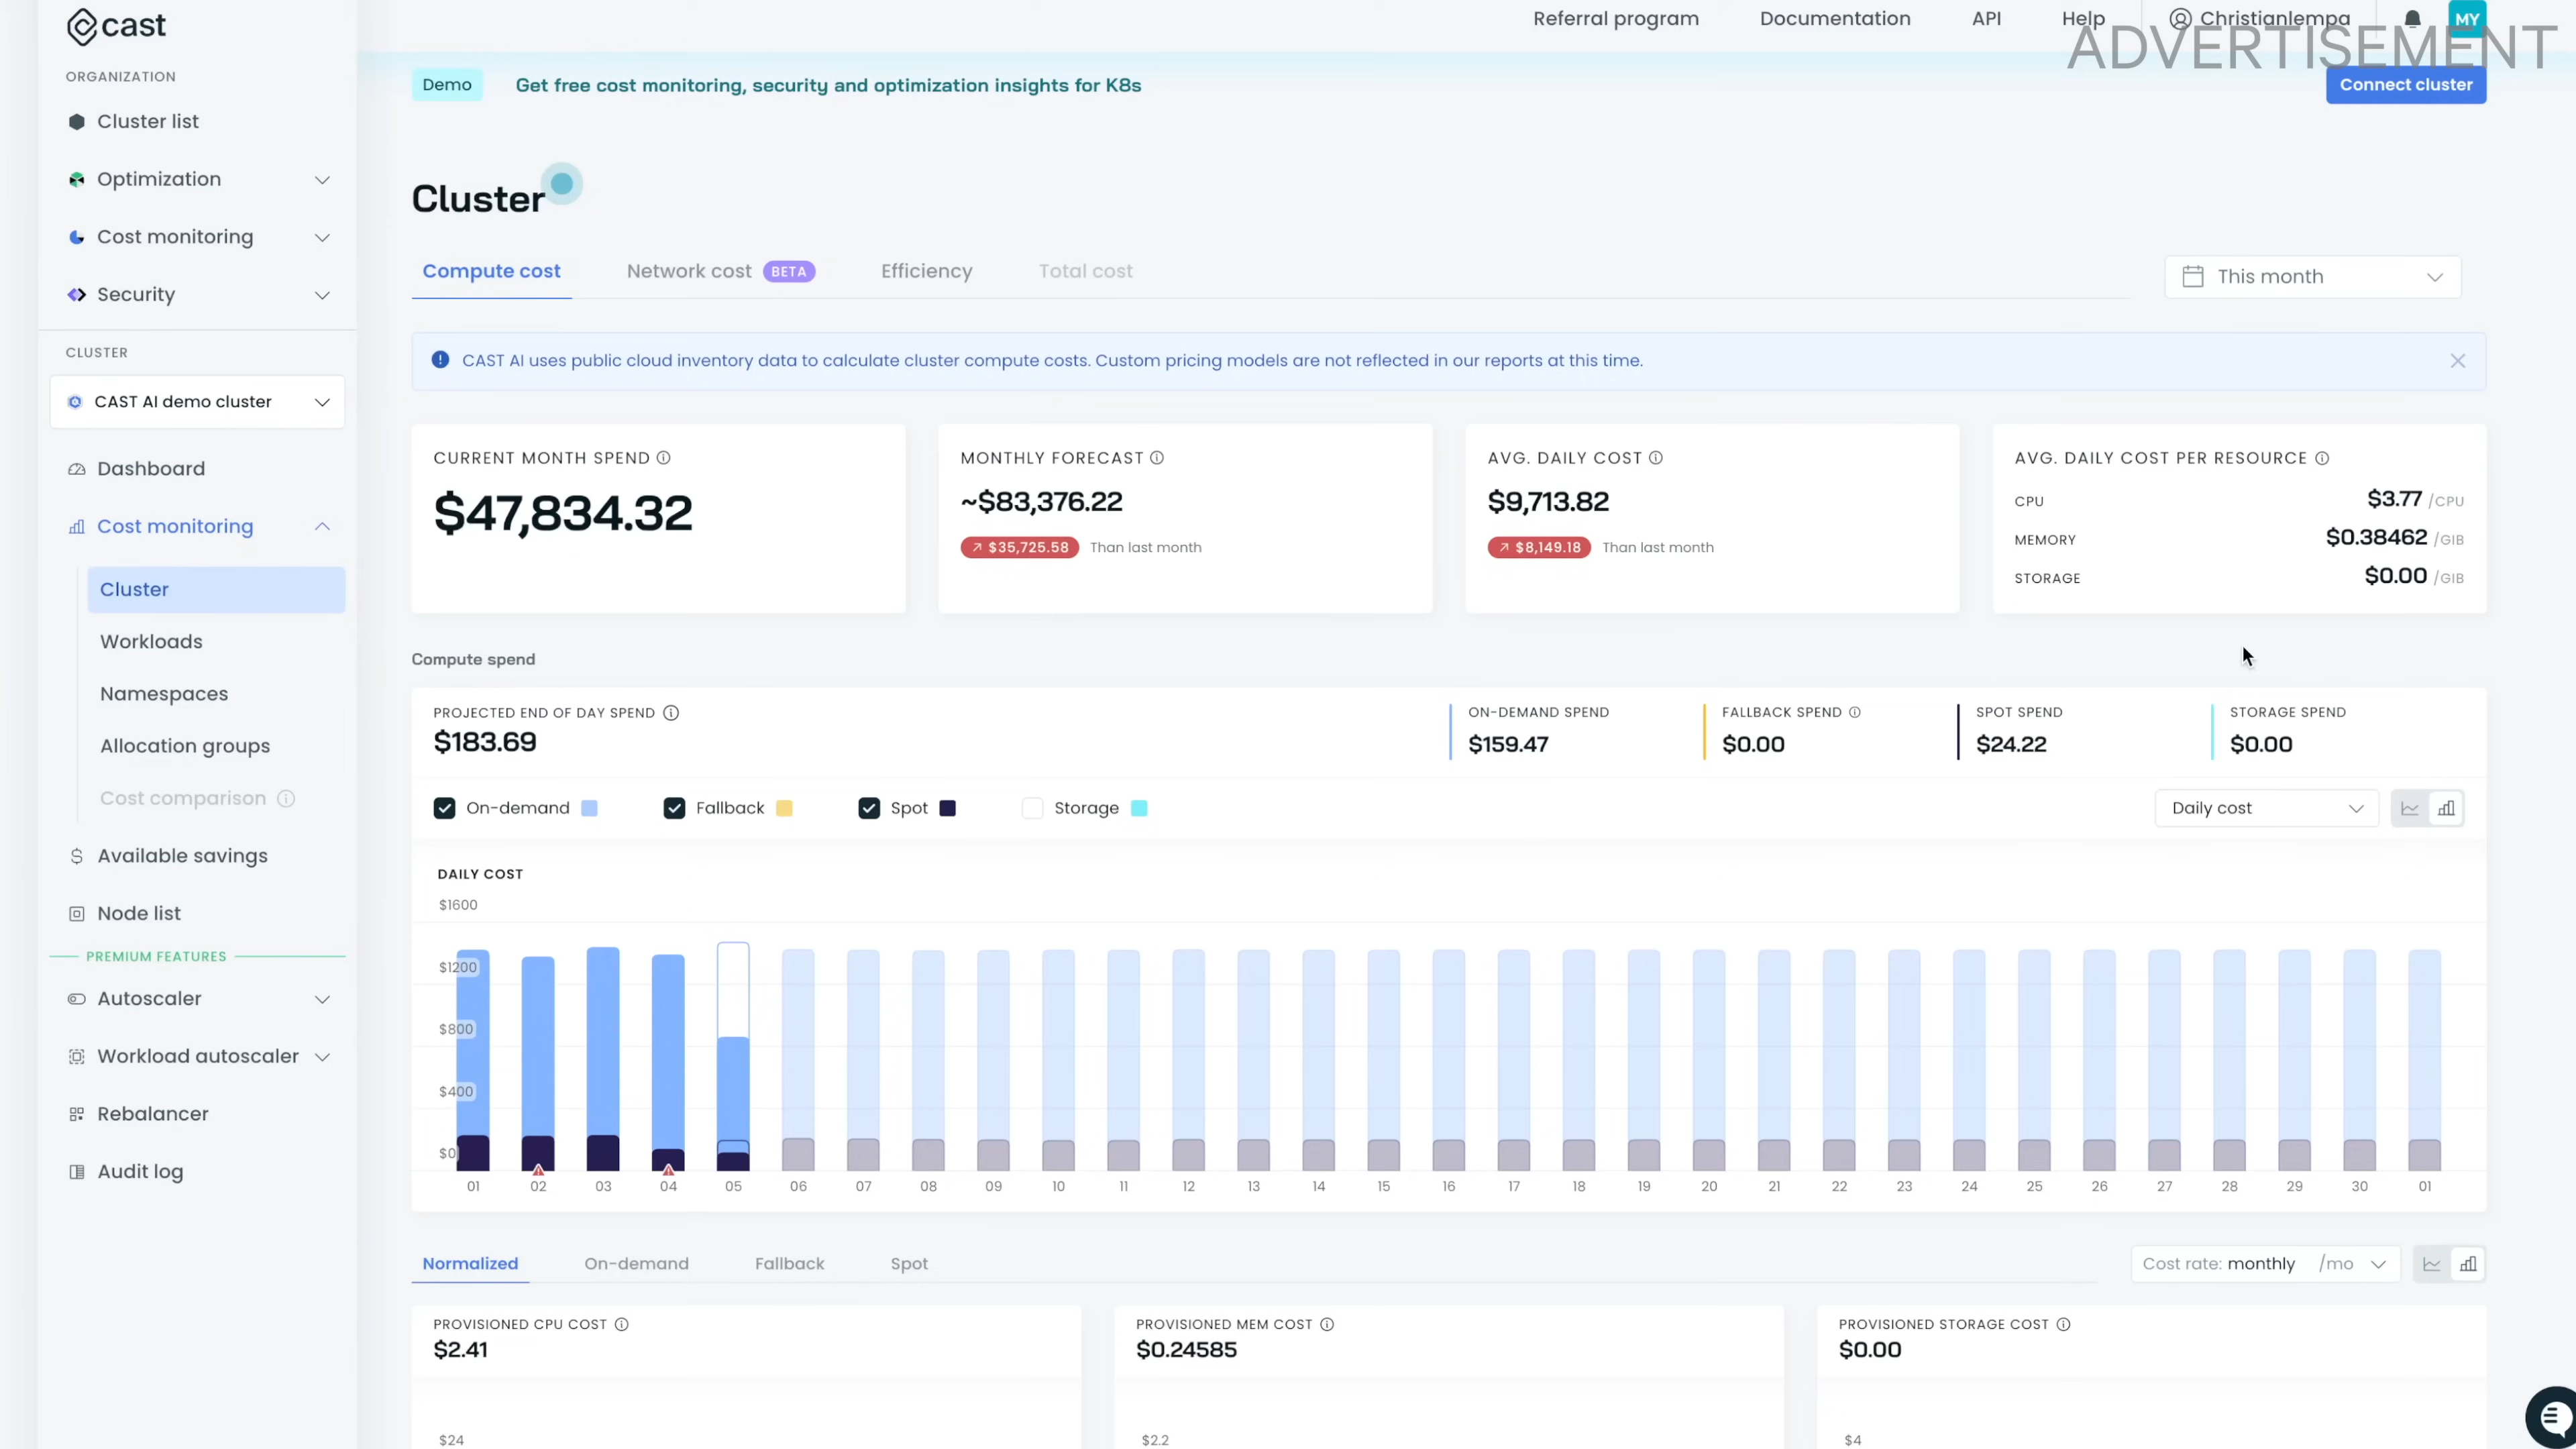 cast
Referral program Documentation API Help Christianlempa MY
ADVERTISEMENT
ORGANIZATION
Cluster list
Optimization
Cost monitoring
Security
CLUSTER
CAST AI demo cluster
Dashboard
Cost monitoring
Cluster
Workloads
Namespaces
Allocation groups
Cost comparison
Available savings
Node list
PREMIUM FEATURES
Autoscaler
Workload autoscaler
Rebalancer
Audit log
Demo Get free cost monitoring, security and optimization insights for K8s Connect cluster
Cluster
Compute cost Network cost BETA Efficiency Total cost This month
CAST AI uses public cloud inventory data to calculate cluster compute costs. Custom pricing models are not reflected in our reports at this time.
CURRENT MONTH SPEND
$47,834.32
MONTHLY FORECAST
~$83,376.22
$35,725.58 Than last month
AVG. DAILY COST
$9,713.82
$8,149.18 Than last month
AVG. DAILY COST PER RESOURCE
CPU $3.77 /CPU
MEMORY $0.38462 /GIB
STORAGE $0.00 /GIB
Compute spend
PROJECTED END OF DAY SPEND
$183.69
ON-DEMAND SPEND
$159.47
FALLBACK SPEND
$0.00
SPOT SPEND
$24.22
STORAGE SPEND
$0.00
On-demand Fallback Spot Storage Daily cost
DAILY COST
$1600
$1200
$800
$400
$0
01 02 03 04 05 06 07 08 09 10 11 12 13 14 15 16 17 18 19 20 21 22 23 24 25 26 27 28 29 30 01
Normalized On-demand Fallback Spot Cost rate: monthly /mo
PROVISIONED CPU COST
$2.41
$24
PROVISIONED MEM COST
$0.24585
$2.2
PROVISIONED STORAGE COST
$0.00
$4